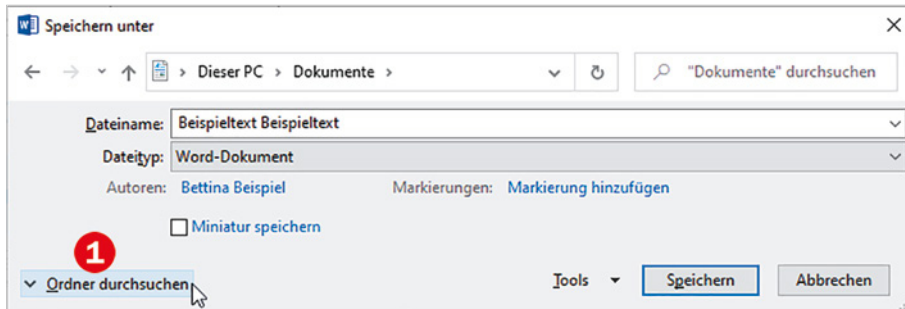 Speichern unter
Dieser PC > Dokumente > "Dokumente" durchsuchen
Dateiname: Beispieltext Beispieltext
Dateityp: Word-Dokument
Autoren: Bettina Beispiel Markierungen: Markierung hinzufügen
Miniatur speichern
1
Ordner durchsuchen Tools Speichern Abbrechen